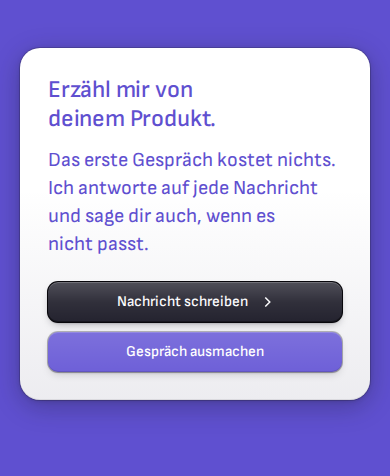 Erzähl mir von
deinem Produkt.
Das erste Gespräch kostet nichts.
Ich antworte auf jede Nachricht
und sage dir auch, wenn es
nicht passt.
Nachricht schreiben
Gespräch ausmachen